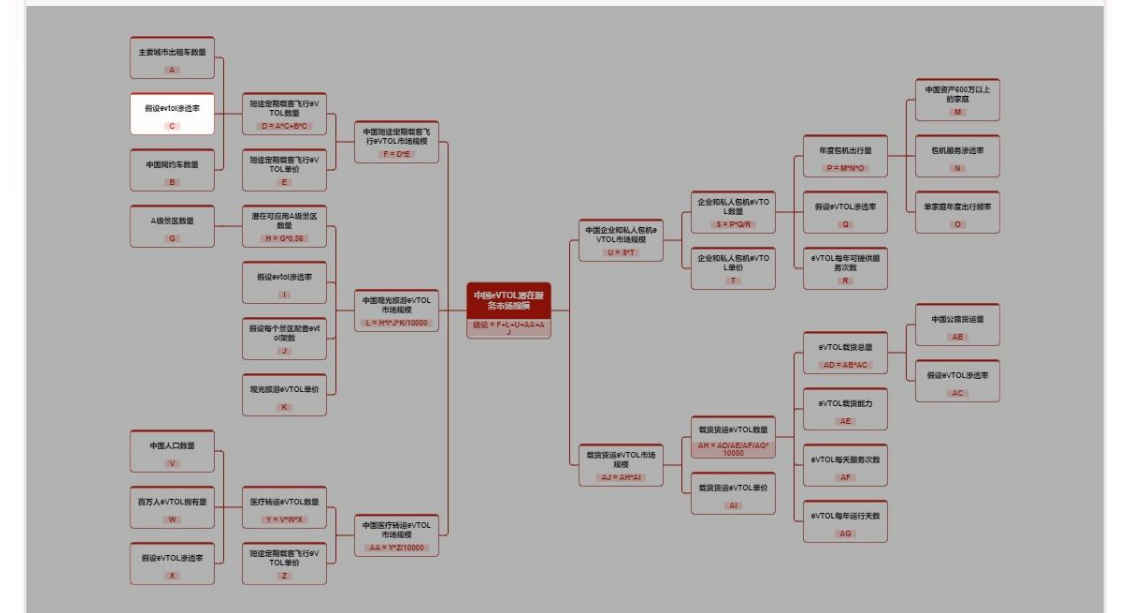 主要城市出租车数量
A
假设evtol渗透率
C
中国网约车数量
B
短途定期载客飞行eV
TOL数量
D = A*C+B*C
短途定期载客飞行eV
TOL单价
E
中国短途定期载客飞
行eVTOL市场规模
F = D*E
A级景区数量
G
潜在可应用A级景区
数量
H = G*0.36
假设evtol渗透率
I
假设每个景区配备evt
ol架数
J
观光旅游eVTOL单价
K
中国观光旅游eVTOL
市场规模
L = H*I*J*K/10000
中国人口数量
V
百万人eVTOL拥有量
W
假设eVTOL渗透率
X
医疗转运eVTOL数量
Y = V*W*X
短途定期载客飞行eV
TOL单价
Z
中国医疗转运eVTOL
市场规模
AA = Y*Z/10000
中国eVTOL潜在服
务市场规模
结论 = F+L+U+AA+A
J
中国企业和私人包机e
VTOL市场规模
U = S*T
企业和私人包机eVTO
L数量
S = P*Q/R
企业和私人包机eVTO
L单价
T
年度包机出行量
P = M*N*O
假设eVTOL渗透率
Q
eVTOL每年可提供服
务次数
R
中国资产600万以上
的家庭
M
包机服务渗透率
N
单家庭年度出行频率
O
载货货运eVTOL市场
规模
AJ = AH*AI
载货货运eVTOL数量
AH = AD/AE/AF/AG*
10000
载货货运eVTOL单价
AI
eVTOL载货总量
AD = AB*AC
eVTOL载货能力
AE
eVTOL每天服务次数
AF
eVTOL每年运行天数
AG
中国公路货运量
AB
假设eVTOL渗透率
AC